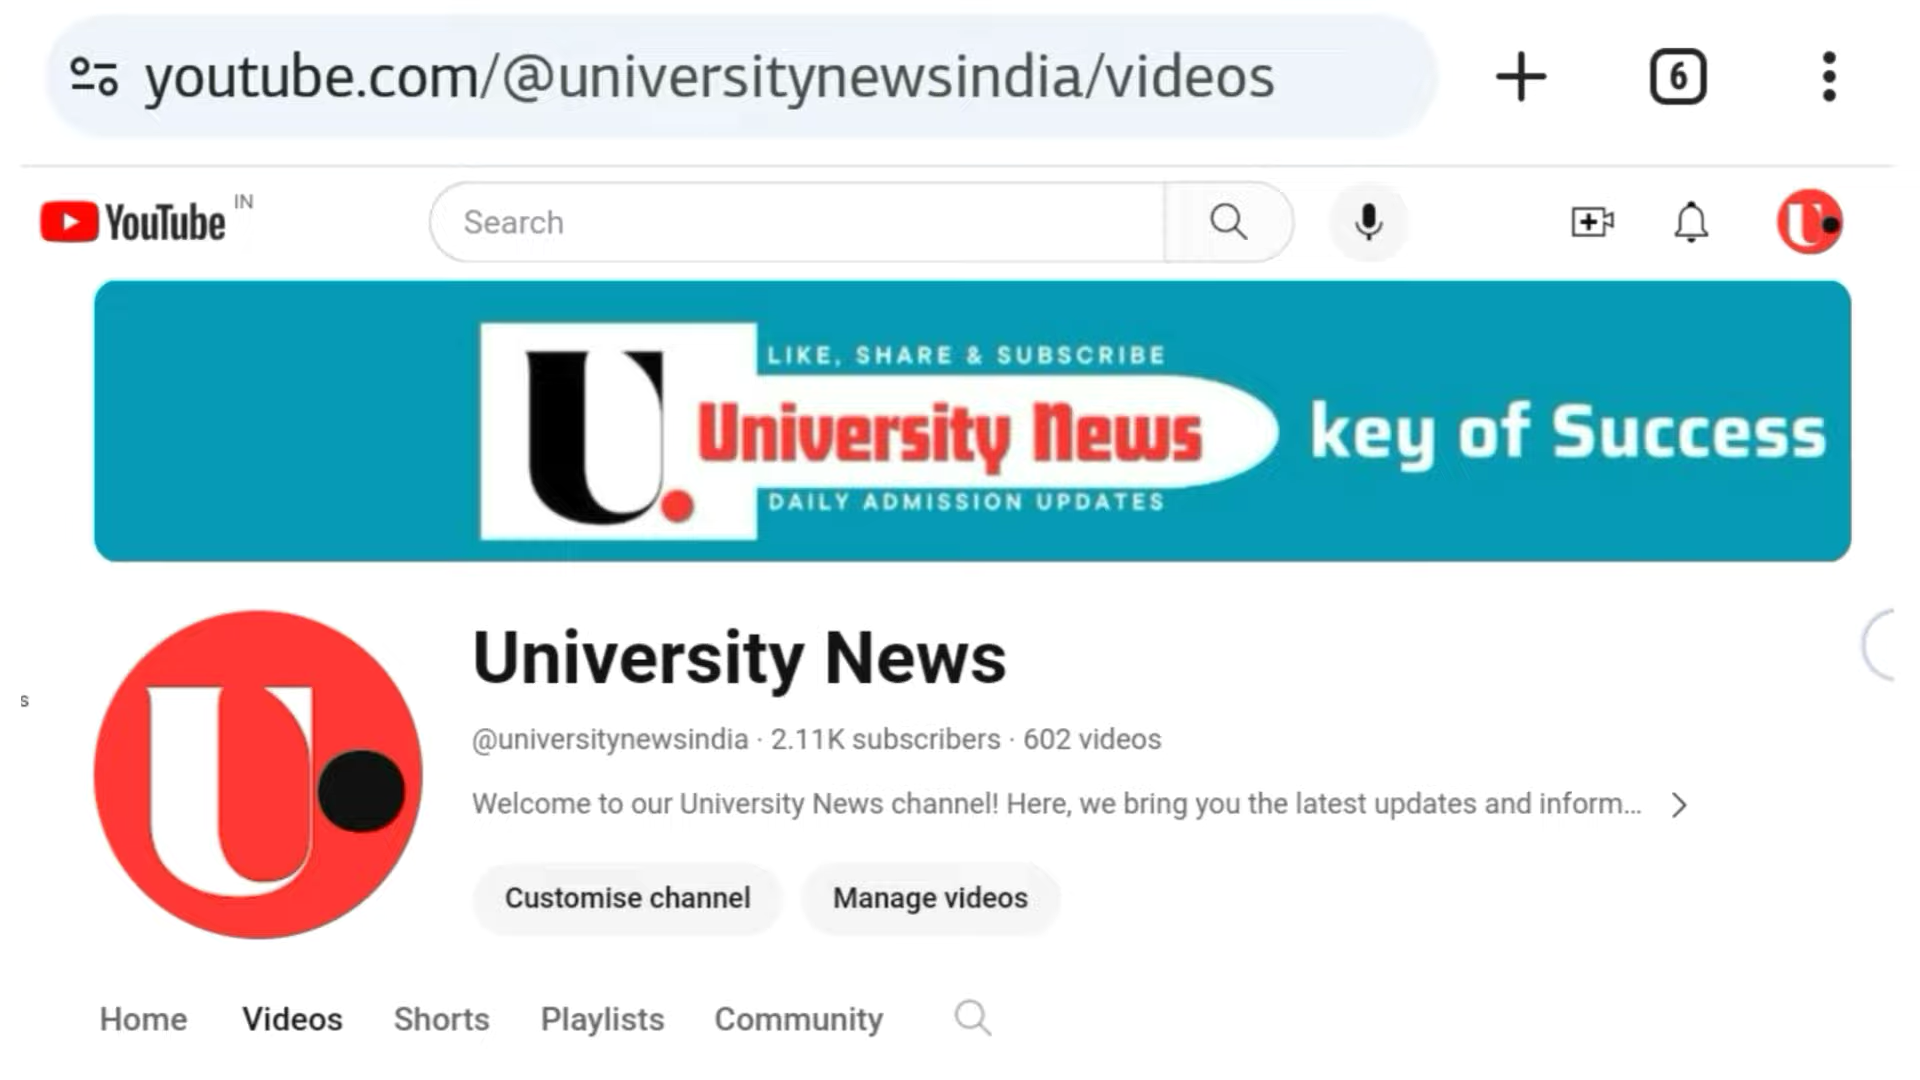 youtube.com/@universitynewsindia/videos
6
YouTube IN
Search
U.
LIKE, SHARE & SUBSCRIBE
University News
key of Success
DAILY ADMISSION UPDATES
U
University News
@universitynewsindia · 2.11K subscribers · 602 videos
s
Welcome to our University News channel! Here, we bring you the latest updates and inform...
Customise channel
Manage videos
Home Videos Shorts Playlists Community